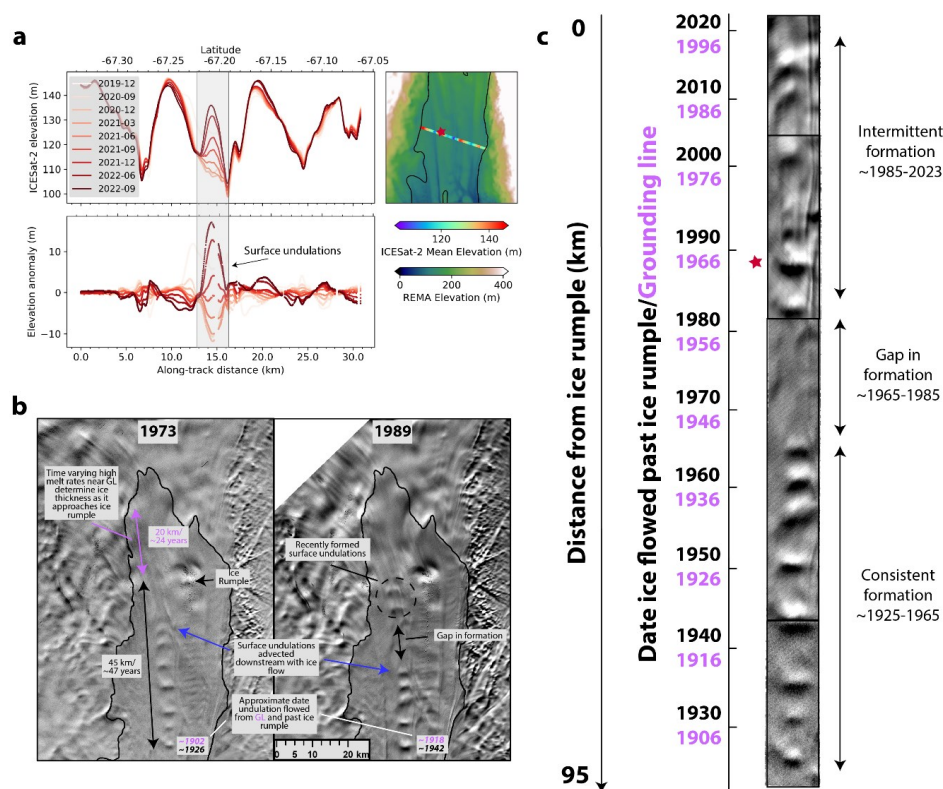 a
Latitude
-67.30 -67.25 -67.20 -67.15 -67.10 -67.05
ICESat-2 elevation (m)
140
130
120
110
100
2019-12
2020-09
2020-12
2021-03
2021-06
2021-09
2021-12
2022-06
2022-09
120 140
ICESat-2 Mean Elevation (m)
0 200 400
REMA Elevation (m)
Elevation anomaly (m)
10
0
−10
Surface undulations
0.0 5.0 10.0 15.0 20.0 25.0 30.0
Along-track distance (km)
b
1973
1989
Time varying high
melt rates near GL
determine ice
thickness as it
approaches ice
rumple
20 km/
~24 years
Ice
Rumple
45 km/
~47 years
Recently formed
surface undulations
Gap in formation
Surface undulations
advected
downstream with ice
flow
Approximate date
undulation flowed
from GL and past ice
rumple
~1902
~1926
~1918
~1942
0 5 10 20 km
c
0
95
Distance from ice rumple (km)
Date ice flowed past ice rumple/Grounding line
2020
1996
2010
1986
2000
1976
1990
1966
1980
1956
1970
1946
1960
1936
1950
1926
1940
1916
1930
1906
Intermittent
formation
~1985-2023
Gap in
formation
~1965-1985
Consistent
formation
~1925-1965